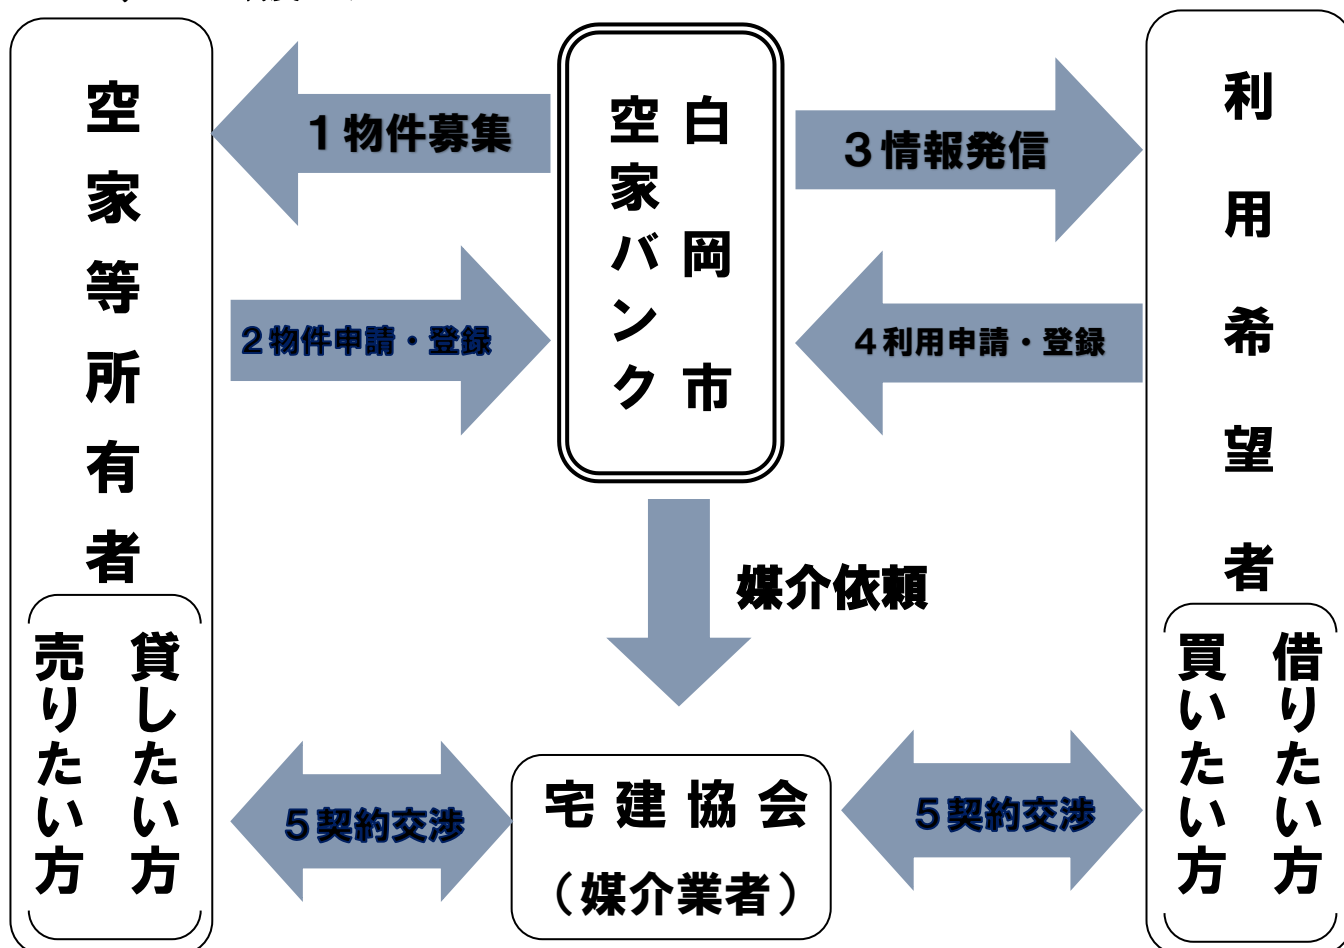 空家等所有者
貸したい方
売りたい方
1物件募集
2物件申請・登録
白岡市
空家バンク
3情報発信
4利用申請・登録
利用希望者
借りたい方
買いたい方
媒介依頼
5契約交渉
宅建協会
（媒介業者）
5契約交渉